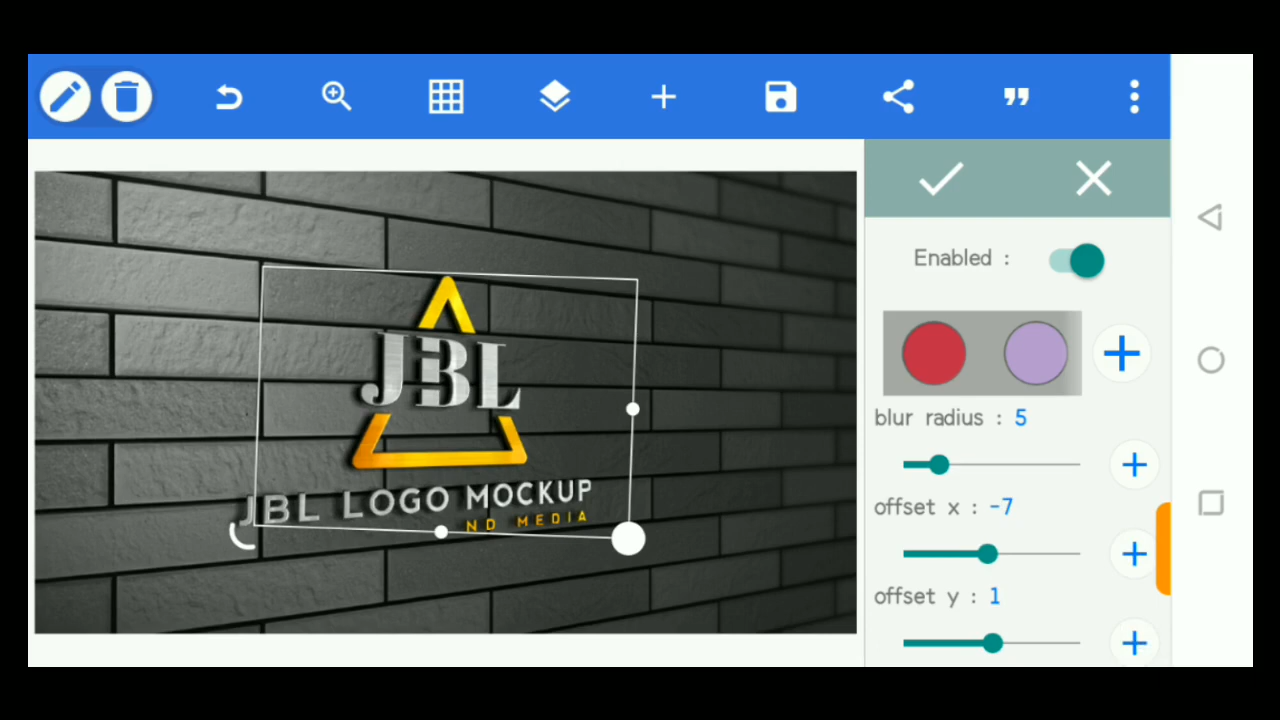 Enabled :
blur radius : 5
offset x : -7
offset y : 1
JBL
JBL LOGO MOCKUP
ND MEDIA